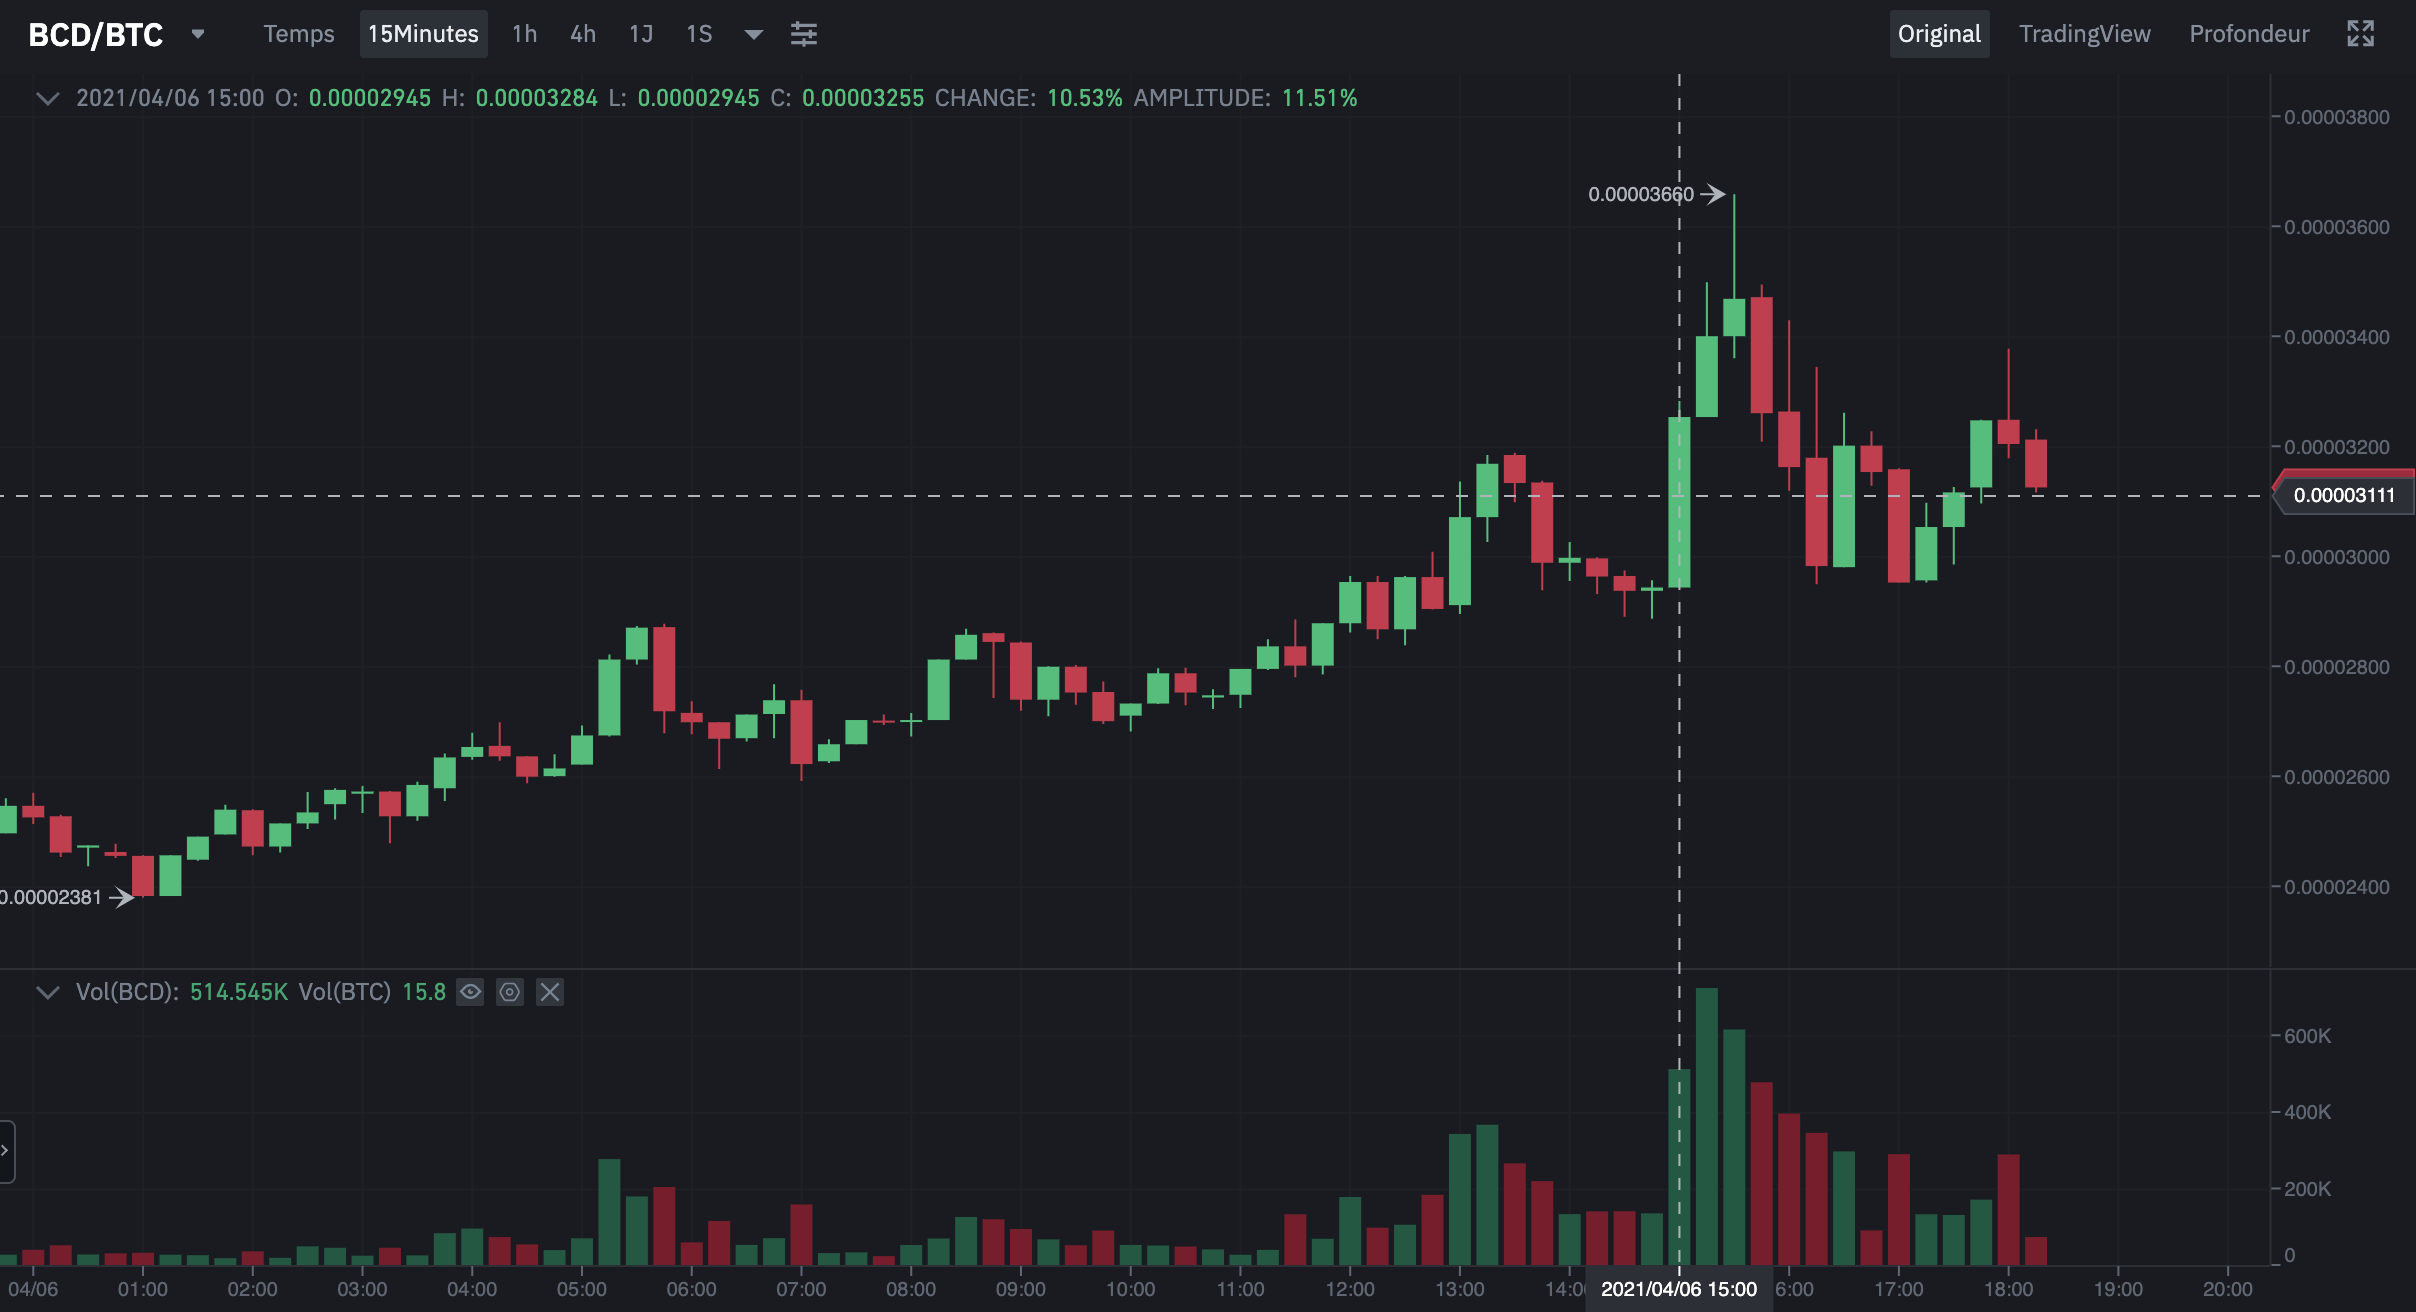 BCD/BTC Temps 15Minutes 1h 4h 1J 1S Original TradingView Profondeur
2021/04/06 15:00 O: 0.00002945 H: 0.00003284 L: 0.00002945 C: 0.00003255 CHANGE: 10.53% AMPLITUDE: 11.51%
0.00003800
0.00003660
0.00003600
0.00003400
0.00003200
0.00003111
0.00003000
0.00002800
0.00002600
0.00002400
0.00002381
Vol(BCD): 514.545K Vol(BTC) 15.8
600K
400K
200K
0
04/06 01:00 02:00 03:00 04:00 05:00 06:00 07:00 08:00 09:00 10:00 11:00 12:00 13:00 14:0 2021/04/06 15:00 6:00 17:00 18:00 19:00 20:00